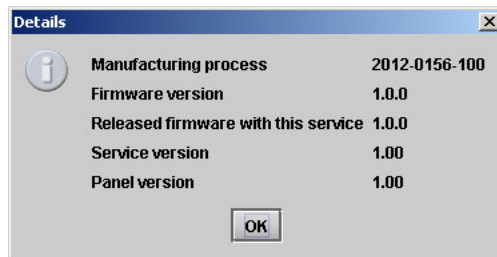 Details
Manufacturing process 2012-0156-100
Firmware version 1.0.0
Released firmware with this service 1.0.0
Service version 1.00
Panel version 1.00
OK